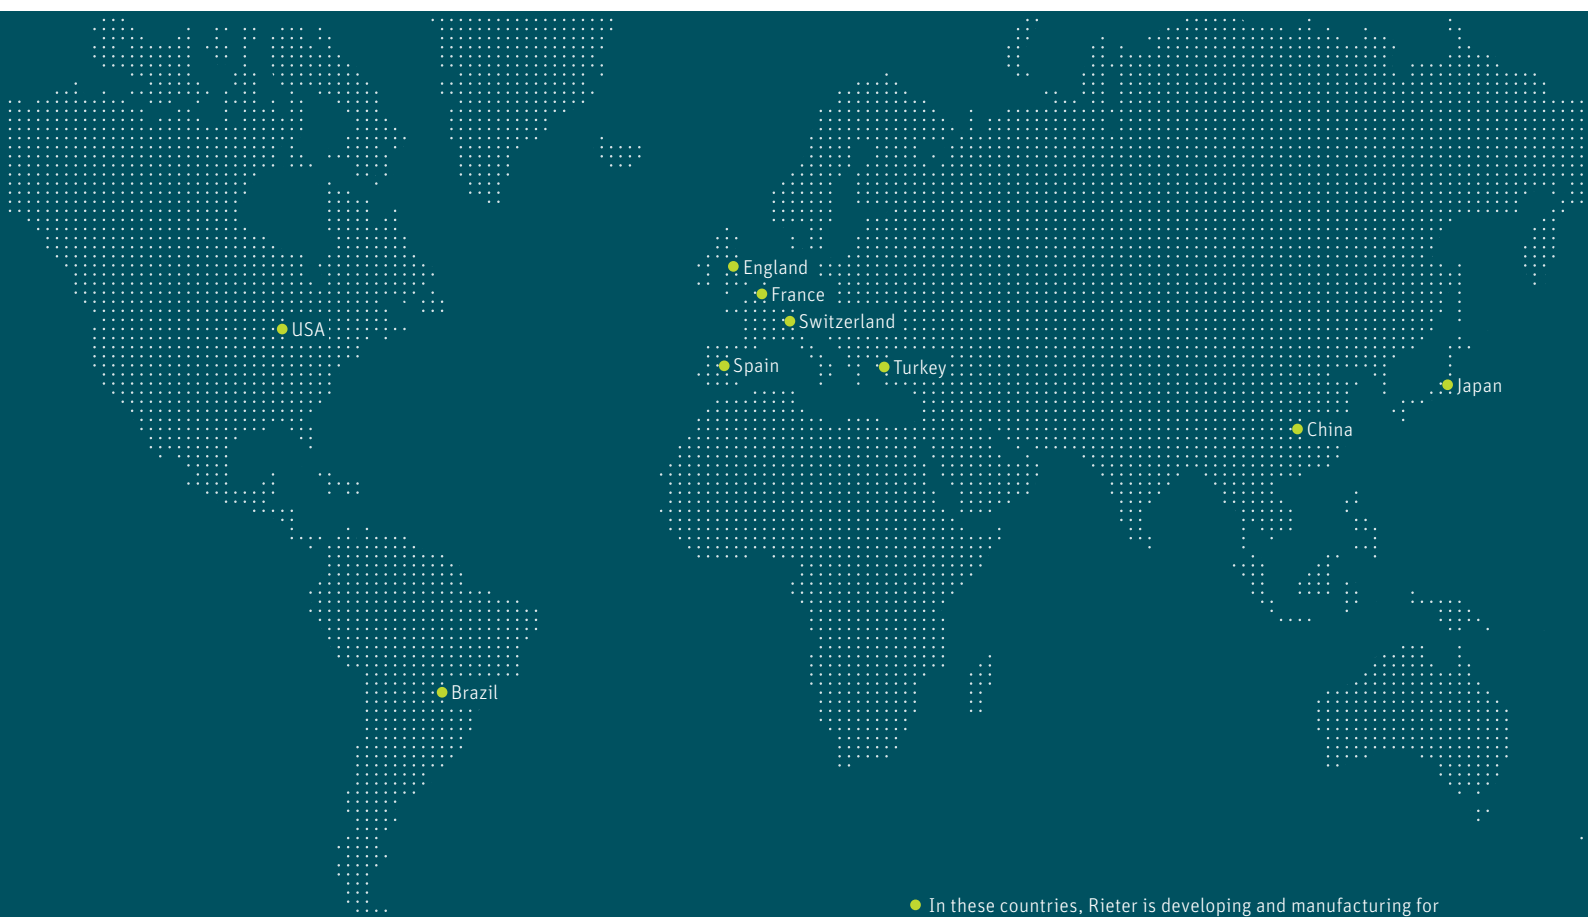 England
France
Switzerland
USA
Spain
Turkey
Japan
China
Brazil
In these countries, Rieter is developing and manufacturing for